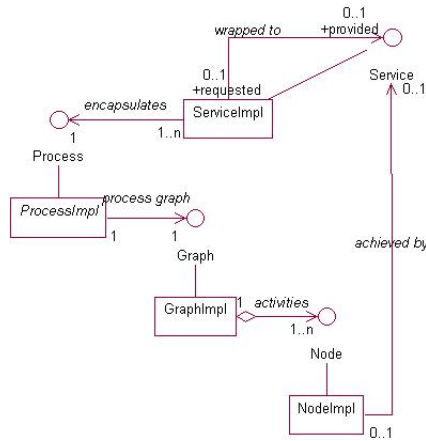 0..1
wrapped to
+provided
0..1
Service
+requested
0..1
encapsulates
ServiceImpl
1
1..n
Process
process graph
ProcessImpl
1
1
achieved by
Graph
1
activities
GraphImpl
1..n
Node
NodeImpl
0..1